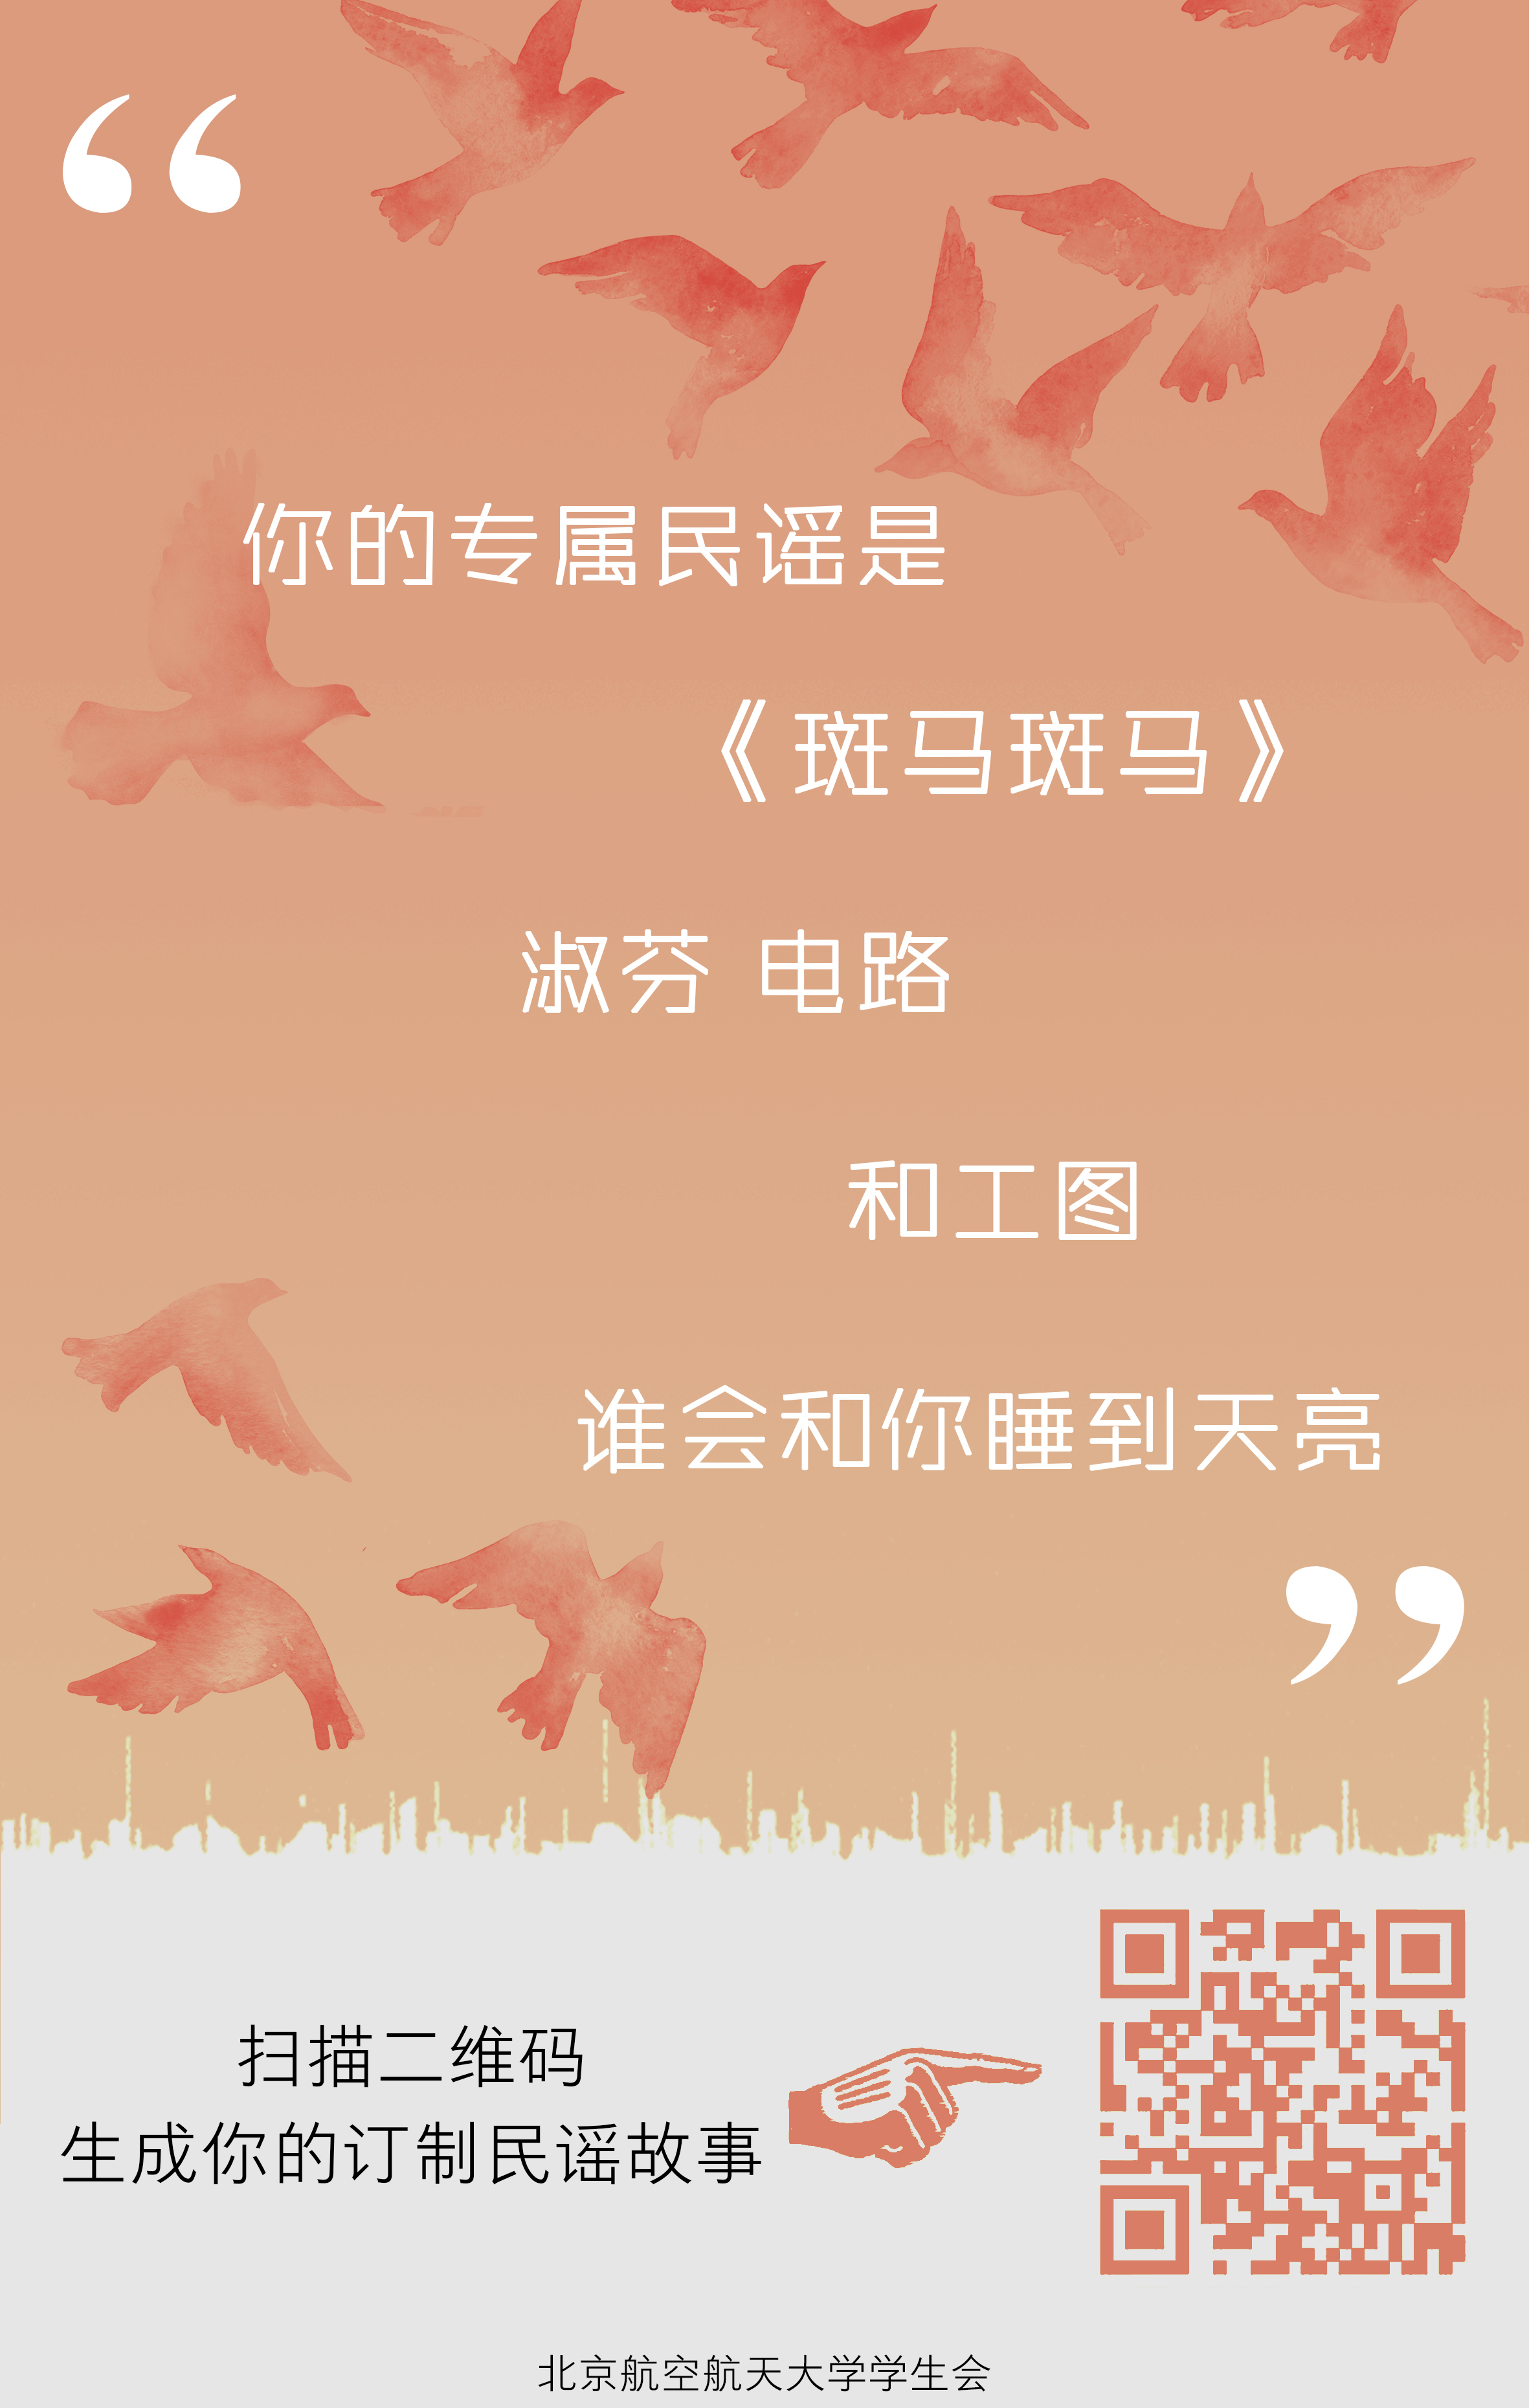 “
你的专属民谣是
《斑马斑马》
淑芬 电路
和工图
谁会和你睡到天亮
”
扫描二维码
生成你的订制民谣故事
北京航空航天大学学生会